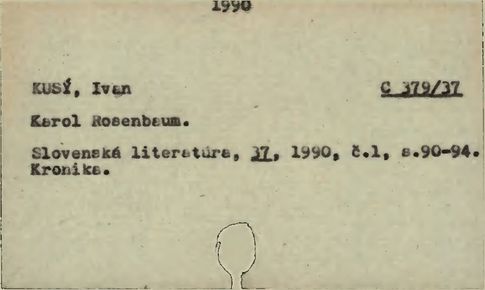 1990
KUSÝ, Ivan C 379/37
Karol Rosenbaum.
Slovenská literatúra, 37, 1990, č.1, s.90-94.
Kronika.